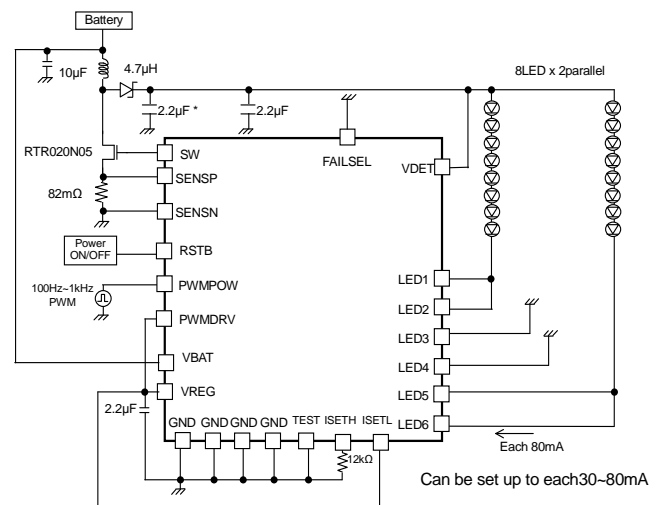 Battery
10µF
4.7µH
2.2µF *
2.2µF
8LED x 2parallel
RTR020N05
82mΩ
Power
ON/OFF
100Hz~1kHz
PWM
SW
SENSP
SENSN
RSTB
PWMPOW
PWMDRV
VBAT
VREG
FAILSEL
VDET
LED1
LED2
LED3
LED4
LED5
LED6
2.2µF
GND GND GND GND TEST ISETH ISETL
12kΩ
Each 80mA
Can be set up to each30~80mA